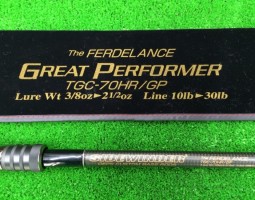 The FERDELANCE
GREAT PERFORMER
TGC-70HR/GP
Lure Wt 3/8oz▸2 1/2oz Line 10lb▸30lb